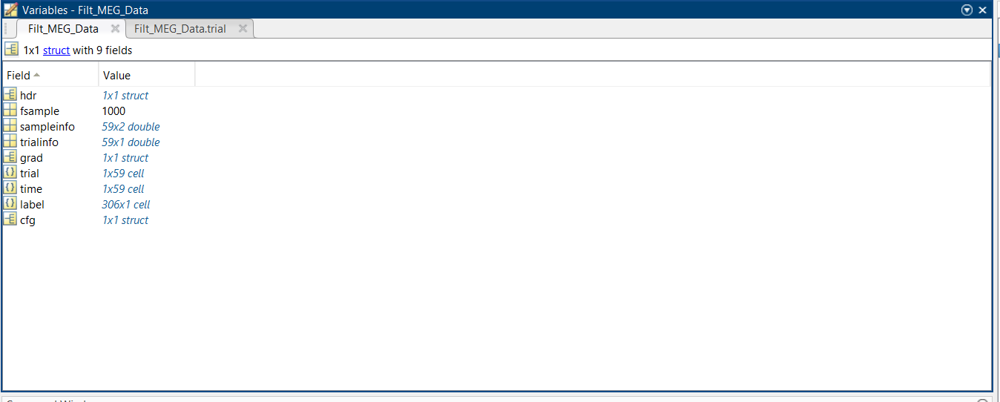 Variables - Filt_MEG_Data
Filt_MEG_Data Filt_MEG_Data.trial
1x1 struct with 9 fields
Field Value
hdr 1x1 struct
fsample 1000
sampleinfo 59x2 double
trialinfo 59x1 double
grad 1x1 struct
trial 1x59 cell
time 1x59 cell
label 306x1 cell
cfg 1x1 struct